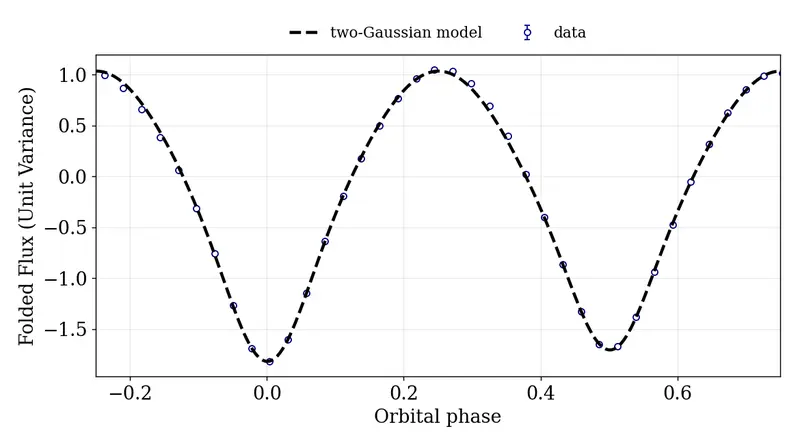 two-Gaussian model
data
Folded Flux (Unit Variance)
1.0
0.5
0.0
−0.5
−1.0
−1.5
−0.2
0.0
0.2
0.4
0.6
Orbital phase